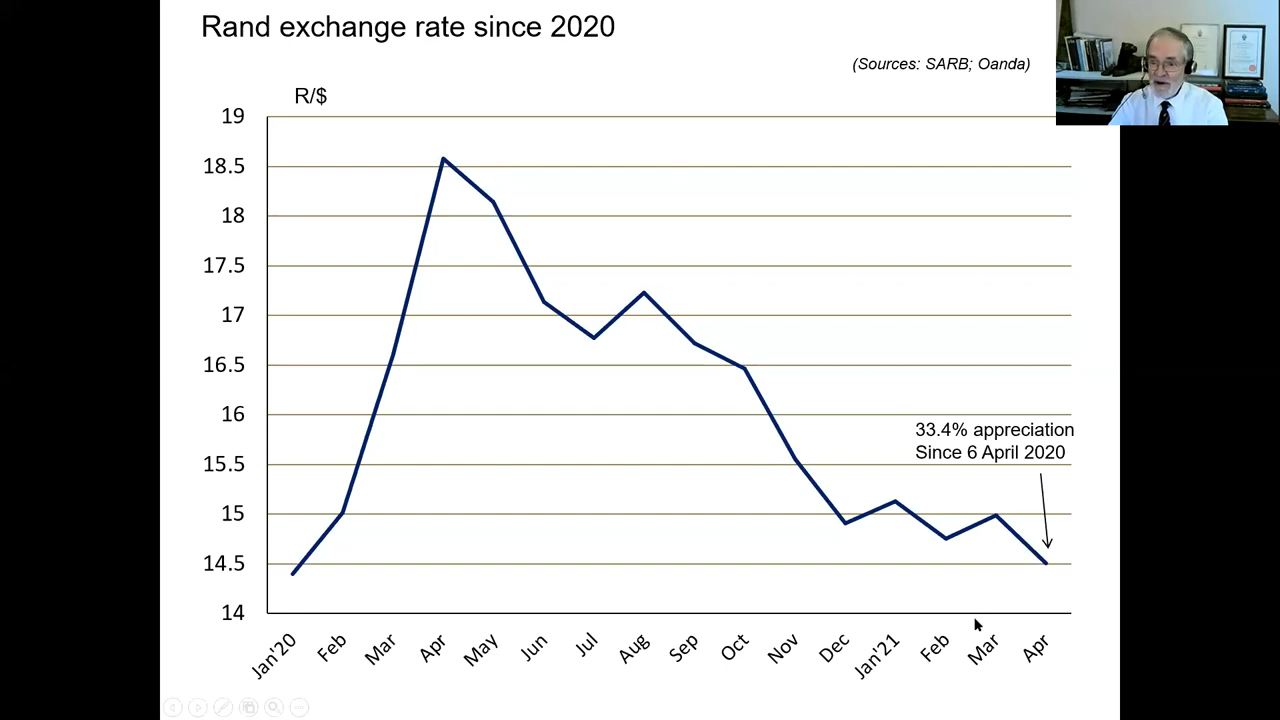 Rand exchange rate since 2020
(Sources: SARB; Oanda)
R/$
19
18.5
18
17.5
17
16.5
16
15.5
15
14.5
14
33.4% appreciation
Since 6 April 2020
Jan'20 Feb Mar Apr May Jun Jul Aug Sep Oct Nov Dec Jan'21 Feb Mar Apr